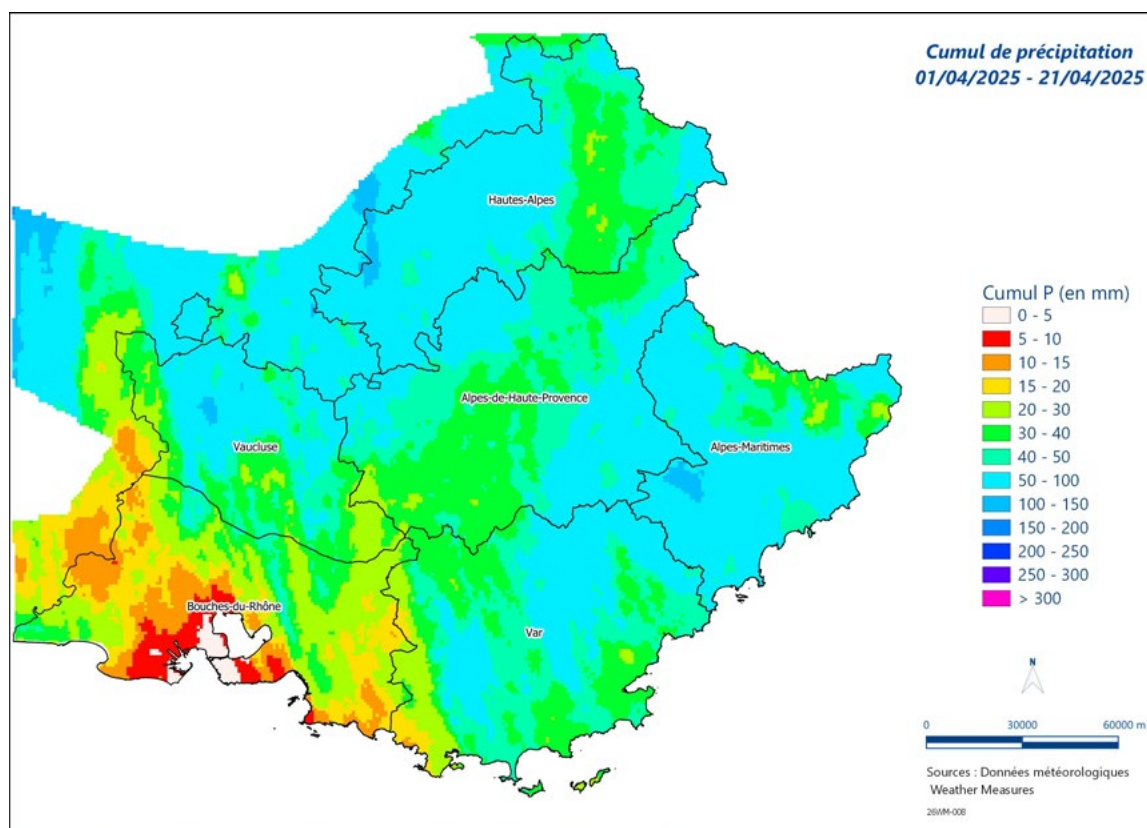 Cumul de précipitation
01/04/2025 - 21/04/2025
Hautes-Alpes
Alpes-de-Haute-Provence
Vaucluse
Alpes-Maritimes
Bouches-du-Rhône
Var
Cumul P (en mm)
0 - 5
5 - 10
10 - 15
15 - 20
20 - 30
30 - 40
40 - 50
50 - 100
100 - 150
150 - 200
200 - 250
250 - 300
> 300
N
0 30000 60000 m
Sources : Données météorologiques
Weather Measures
26WM-008